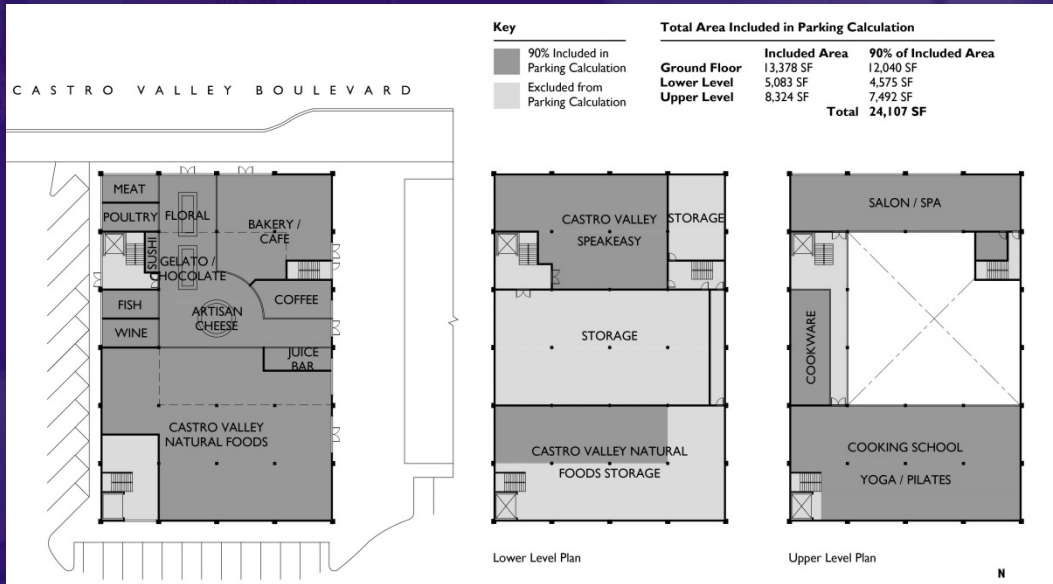 Key
90% Included in
Parking Calculation
Excluded from
Parking Calculation
Total Area Included in Parking Calculation
Included Area 90% of Included Area
Ground Floor 13,378 SF 12,040 SF
Lower Level 5,083 SF 4,575 SF
Upper Level 8,324 SF 7,492 SF
Total 24,107 SF
CASTRO VALLEY BOULEVARD
MEAT
POULTRY
FLORAL
BAKERY /
CAFE
SUSHI
GELATO /
CHOCOLATE
FISH
WINE
ARTISAN
CHEESE
COFFEE
JUICE
BAR
CASTRO VALLEY
NATURAL FOODS
CASTRO VALLEY
SPEAKEASY
STORAGE
STORAGE
CASTRO VALLEY NATURAL
FOODS STORAGE
Lower Level Plan
SALON / SPA
COOKWARE
COOKING SCHOOL
YOGA / PILATES
Upper Level Plan
N